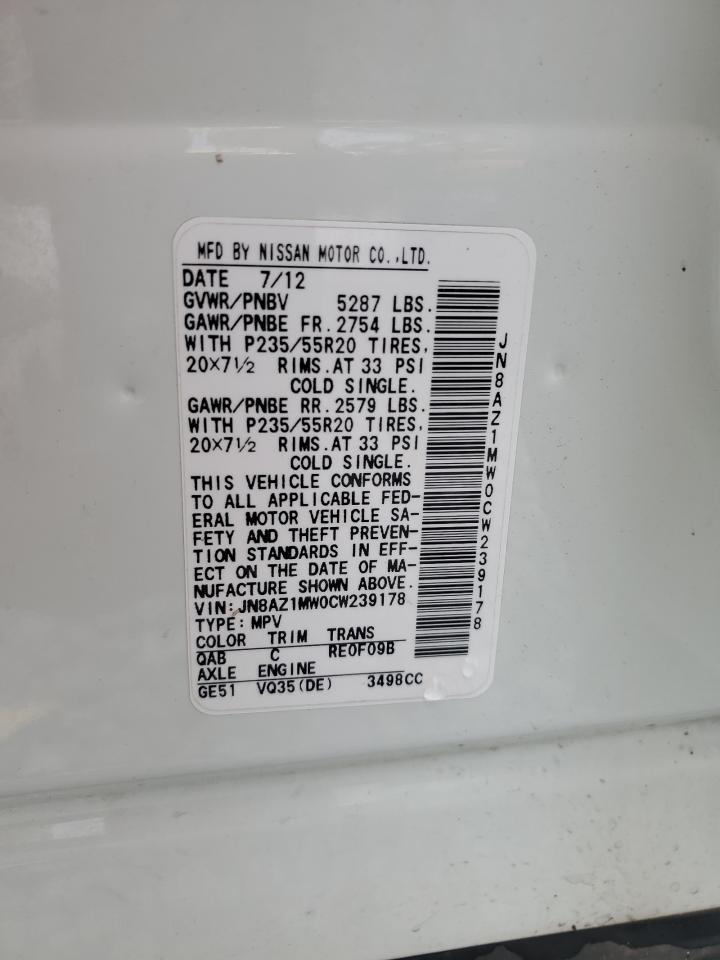 MFD BY NISSAN MOTOR CO.,LTD.
DATE 7/12
GVWR/PNBV 5287 LBS.
GAWR/PNBE FR. 2754 LBS.
WITH P235/55R20 TIRES,
20×7½ RIMS.AT 33 PSI
COLD SINGLE.
GAWR/PNBE RR. 2579 LBS.
WITH P235/55R20 TIRES,
20×7½ RIMS.AT 33 PSI
COLD SINGLE.
THIS VEHICLE CONFORMS
TO ALL APPLICABLE FED-
ERAL MOTOR VEHICLE SA-
FETY AND THEFT PREVEN-
TION STANDARDS IN EFF-
ECT ON THE DATE OF MA-
NUFACTURE SHOWN ABOVE.
VIN:JN8AZ1MW0CW239178
TYPE:MPV
COLOR TRIM TRANS
QAB C RE0F09B
AXLE ENGINE
GE51 VQ35(DE) 3498CC
JN8AZ1MW0CW239178